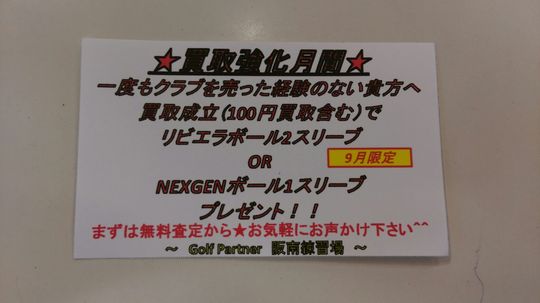 ★買取強化月間★
一度もクラブを売った経験のない貴方へ
買取成立（100円買取含む）で
リビエラボール2スリーブ
OR
9月限定
NEXGENボール1スリーブ
プレゼント！！
まずは無料査定から★お気軽にお声かけ下さい^^
～ Golf Partner 阪南練習場 ～